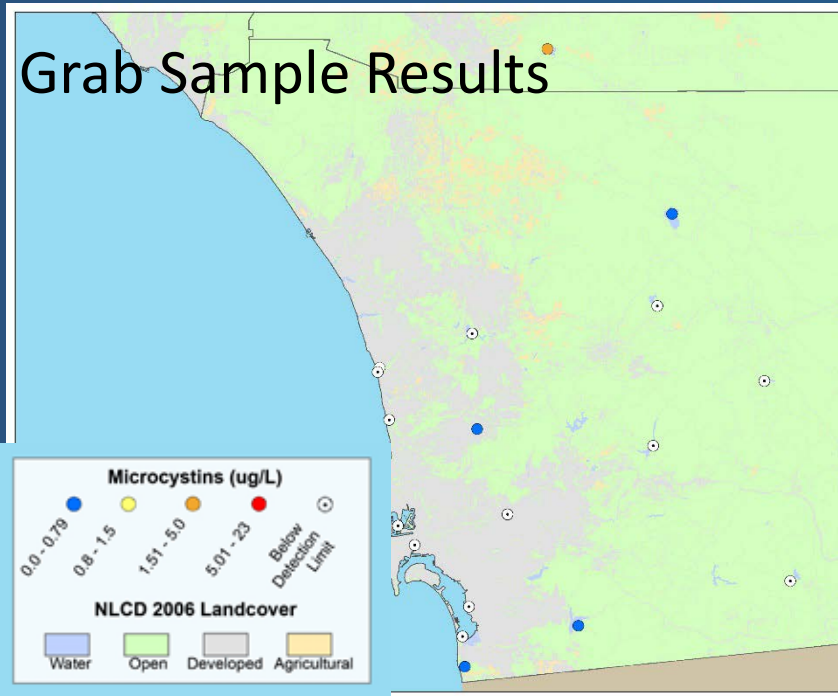 Grab Sample Results
Microcystins (ug/L)
0.0 - 0.79
0.8 - 1.5
1.51 - 5.0
5.01 - 23
Below
Detection
Limit
NLCD 2006 Landcover
Water
Open
Developed
Agricultural